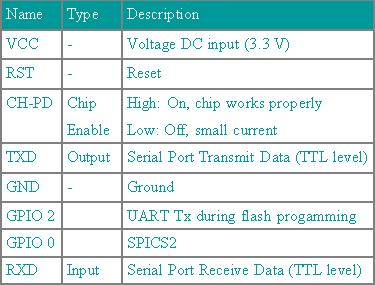 Name Type Description
VCC - Voltage DC input (3.3 V)
RST - Reset
CH-PD Chip High: On, chip works properly
Enable Low: Off, small current
TXD Output Serial Port Transmit Data (TTL level)
GND - Ground
GPIO 2 UART Tx during flash progamming
GPIO 0 SPICS2
RXD Input Serial Port Receive Data (TTL level)